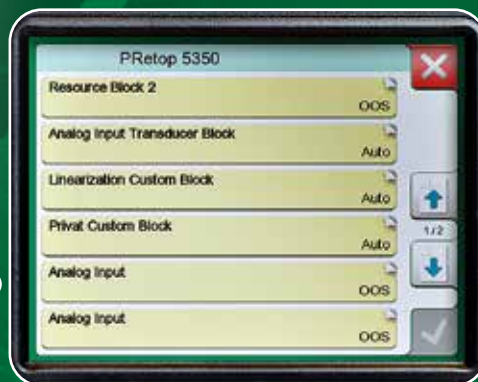 PRetop 5350
Resource Block 2
OOS
Analog Input Transducer Block
Auto
Linearization Custom Block
Auto
Privat Custom Block
Auto
1/2
Analog Input
OOS
Analog Input
OOS